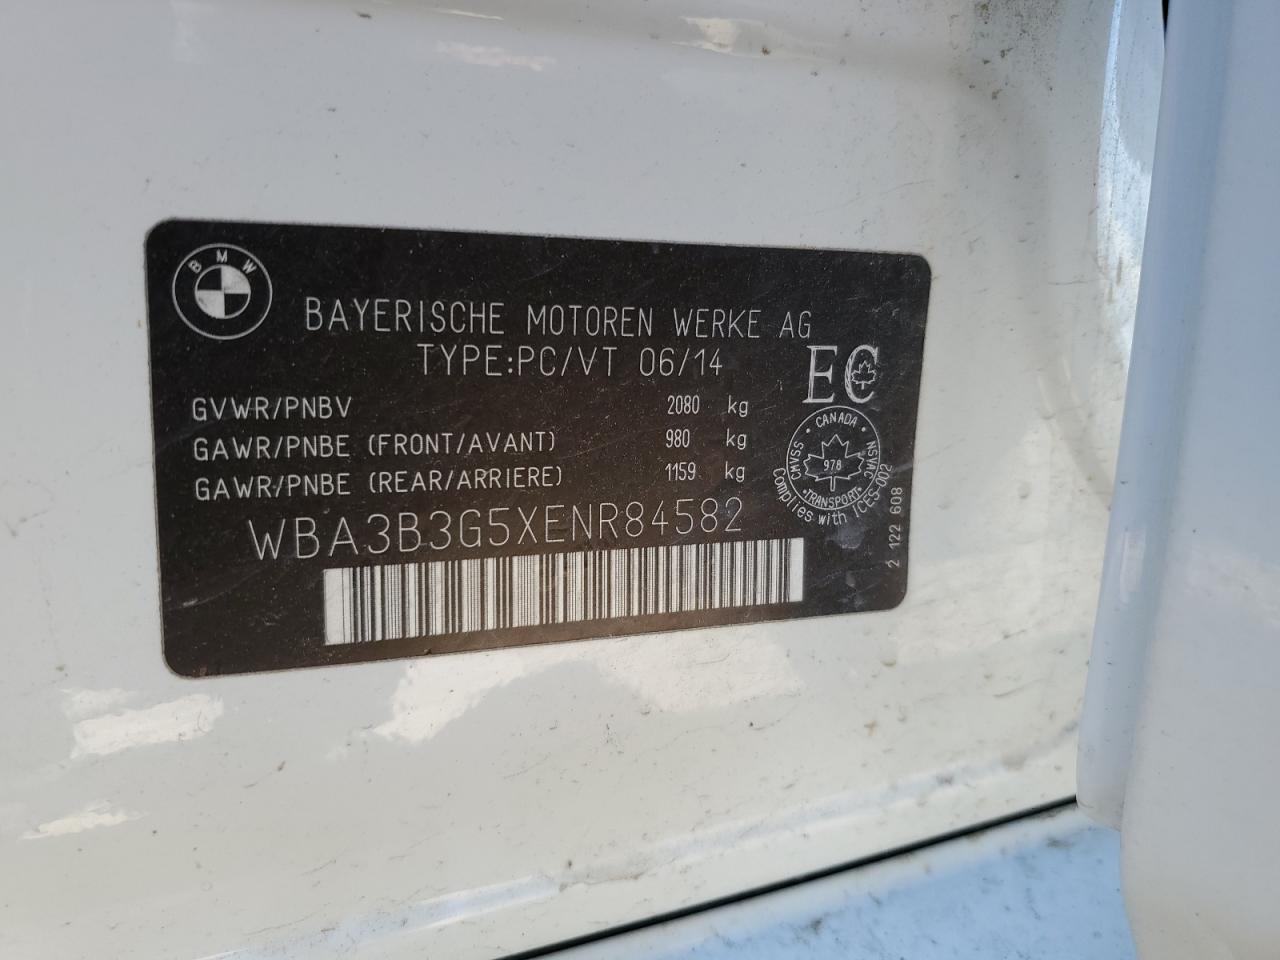 BMW
BAYERISCHE MOTOREN WERKE AG
TYPE:PC/VT 06/14
EC
GVWR/PNBV 2080 kg
GAWR/PNBE (FRONT/AVANT) 980 kg
GAWR/PNBE (REAR/ARRIERE) 1159 kg
CANADA
CMVSS NSVAC
978
TRANSPORT
Complies with ICES-002
WBA3B3G5XENR84582
2 122 608